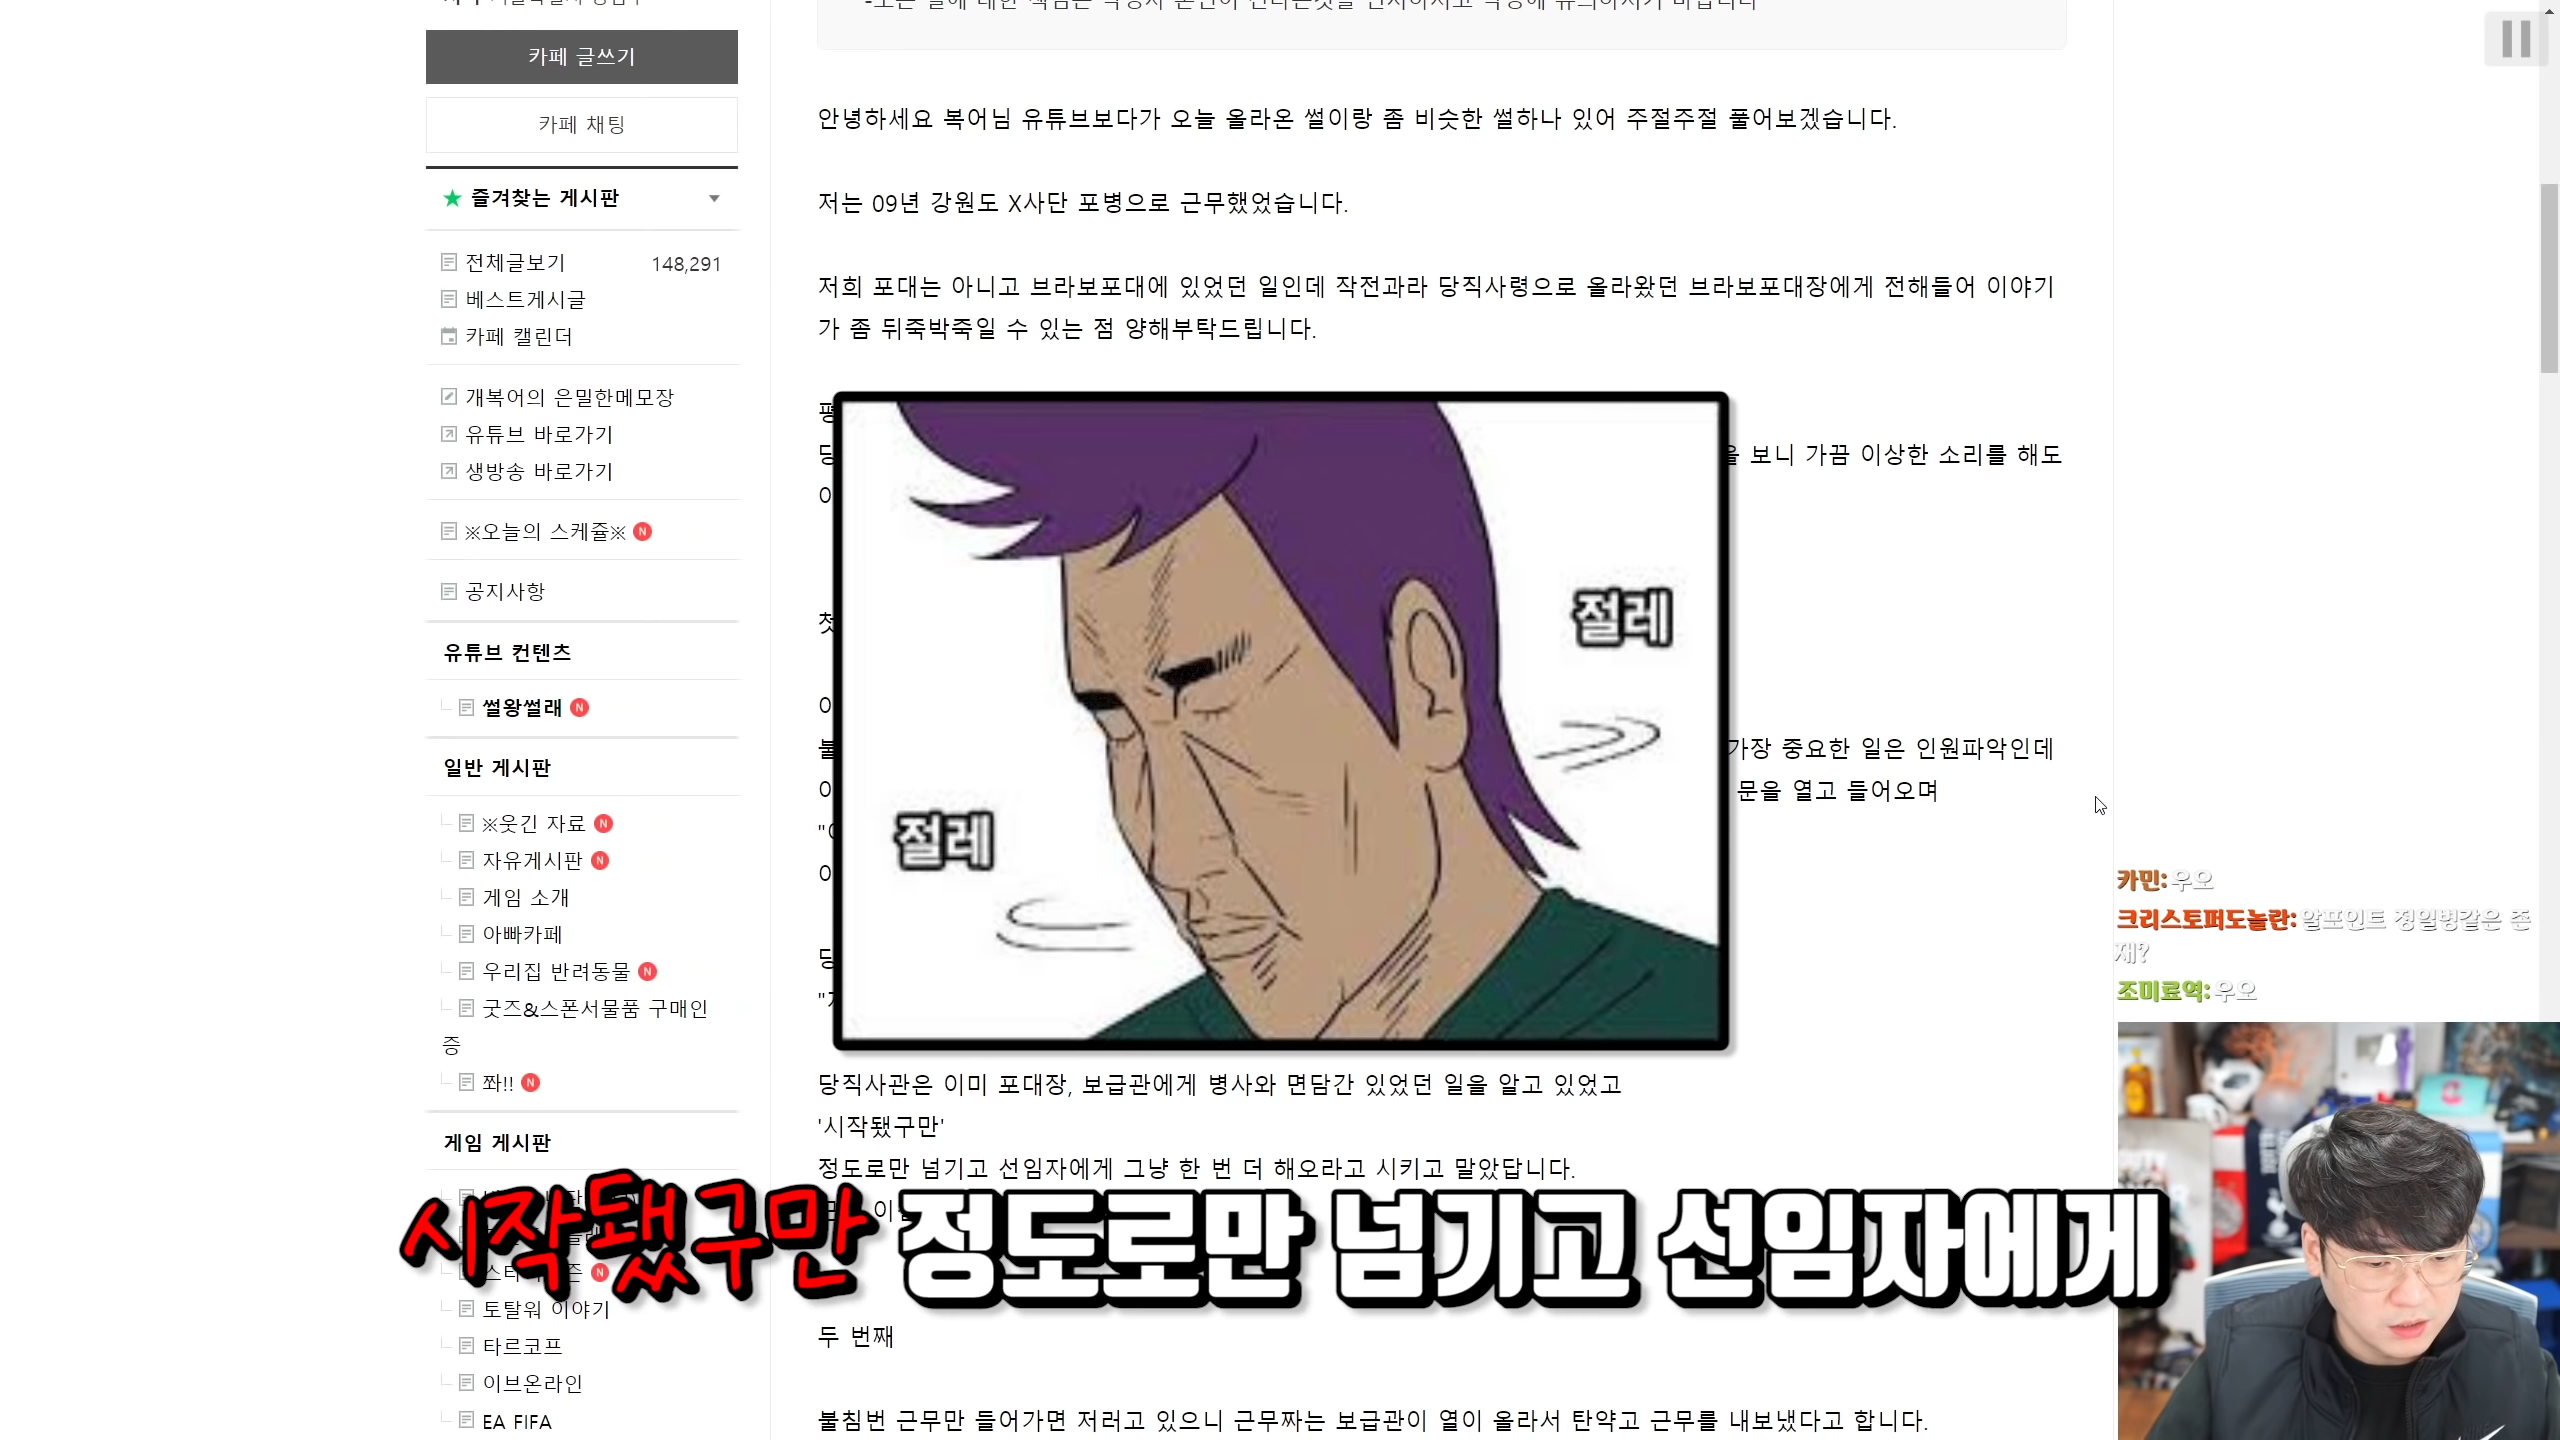 카페 글쓰기
카페 채팅
즐겨찾는 게시판
전체글보기 148,291
베스트게시글
카페 캘린더
개복어의 은밀한메모장
유튜브 바로가기
생방송 바로가기
※오늘의 스케쥴※ N
공지사항
유튜브 컨텐츠
썰왕썰래 N
일반 게시판
※웃긴 자료 N
자유게시판 N
게임 소개
아빠카페
우리집 반려동물 N
굿즈&스폰서물품 구매인
증
쫘!! N
게임 게시판
토탈워 이야기
타르코프
이브온라인
EA FIFA
안녕하세요 복어님 유튜브보다가 오늘 올라온 썰이랑 좀 비슷한 썰하나 있어 주절주절 풀어보겠습니다.
저는 09년 강원도 X사단 포병으로 근무했었습니다.
저희 포대는 아니고 브라보포대에 있었던 일인데 작전과라 당직사령으로 올라왔던 브라보포대장에게 전해들어 이야기
가 좀 뒤죽박죽일 수 있는 점 양해부탁드립니다.
보니 가끔 이상한 소리를 해도
가장 중요한 일은 인원파악인데
문을 열고 들어오며
절레
절레
당직사관은 이미 포대장, 보급관에게 병사와 면담간 있었던 일을 알고 있었고
'시작됐구만'
정도로만 넘기고 선임자에게 그냥 한 번 더 해오라고 시키고 말았답니다.
시작됐구만 정도로만 넘기고 선임자에게
두 번째
불침번 근무만 들어가면 저러고 있으니 근무짜는 보급관이 열이 올라서 탄약고 근무를 내보냈다고 합니다.
카민: 우오
크리스토퍼도놀란: 알포인트 정일병같은 존
재?
조미료역: 우오